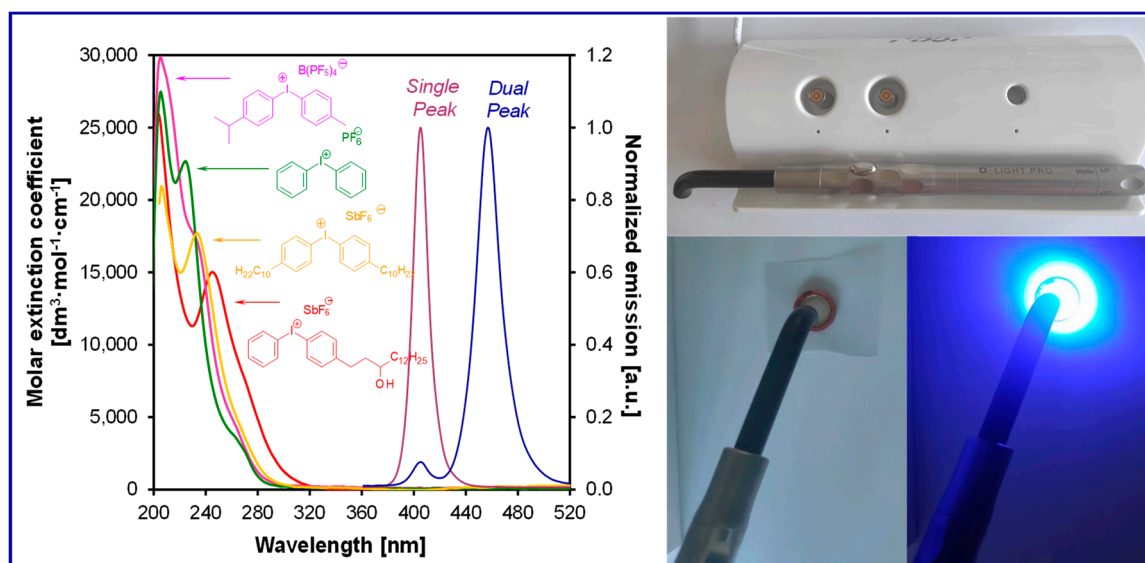 Molar extinction coefficient
[dm³·mol⁻¹·cm⁻¹]
30,000
25,000
20,000
15,000
10,000
5,000
0
B(PF₅)₄⊖
I⊕
PF₆⊖
I⊕
SbF₆⊖
I⊕
H₂₂C₁₀
C₁₀H₂₂
SbF₆⊖
I⊕
C₁₂H₂₅
OH
Single
Peak
Dual
Peak
1.2
1.0
0.8
0.6
0.4
0.2
0.0
Normalized emission [a.u.]
200 240 280 320 360 400 440 480 520
Wavelength [nm]
D-LIGHT PRO